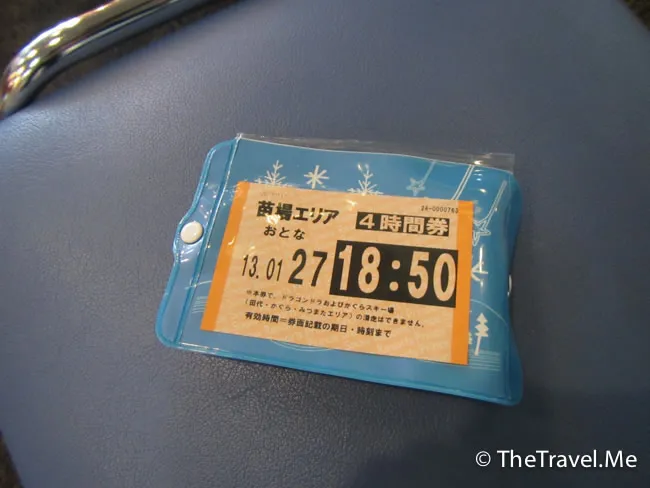 34-0000763
苗場エリア 4時間券
おとな
13.01 27 18:50
※本券で、ドラゴンドラおよびかぐらスキー場
(田代・かぐら・みつまたエリア)の滑走はできません。
有効時間=券面記載の期日・時刻まで
© TheTravel.Me